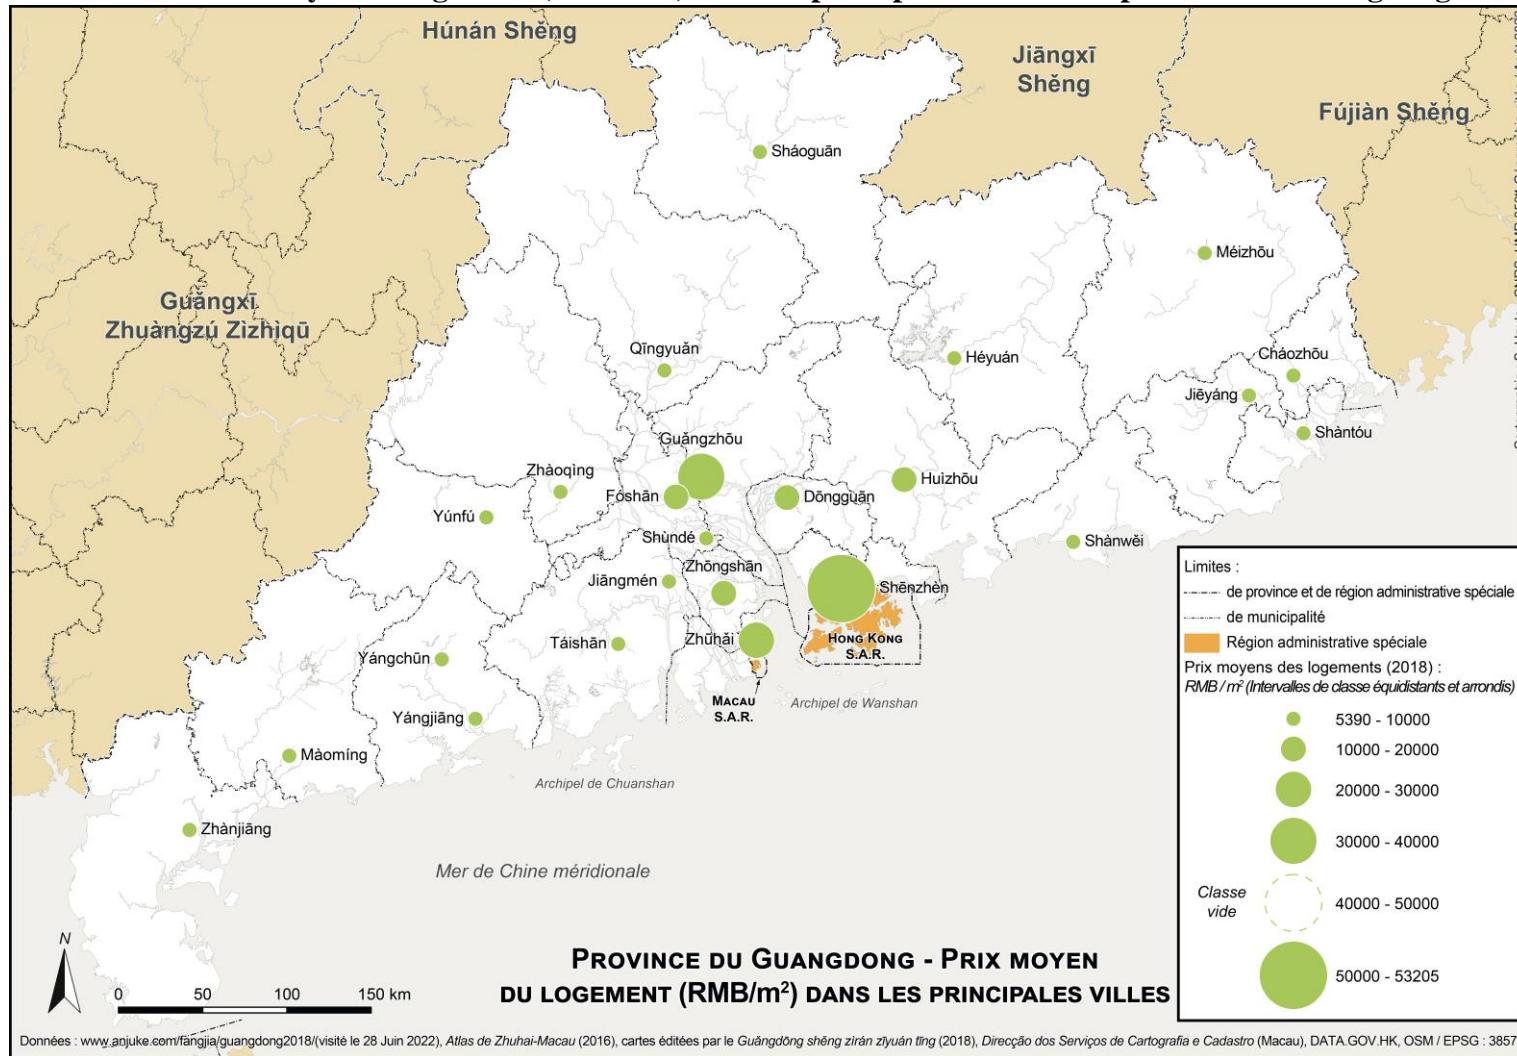 Húnán Shěng
Jiāngxī
Shěng
Fújiàn Shěng
Sháoguān
Méizhōu
Guǎngxī
Zhuàngzú Zìzhìqū
Qīngyuǎn
Héyuán
Cháozhōu
Jiēyáng
Shàntóu
Guǎngzhōu
Zhàoqìng
Fóshān
Dōngguān
Huìzhōu
Yúnfú
Shùndé
Shànwěi
Zhōngshān
Jiāngmén
Shēnzhèn
Táishān
Zhūhǎi
HONG KONG
S.A.R.
Yángchūn
MACAU
S.A.R.
Archipel de Wanshan
Yángjiāng
Màomíng
Archipel de Chuanshan
Zhànjiāng
Mer de Chine méridionale
Limites :
de province et de région administrative spéciale
de municipalité
Région administrative spéciale
Prix moyens des logements (2018) :
RMB / m² (Intervalles de classe équidistants et arrondis)
5390 - 10000
10000 - 20000
20000 - 30000
30000 - 40000
Classe
vide
40000 - 50000
50000 - 53205
N
0 50 100 150 km
PROVINCE DU GUANGDONG - PRIX MOYEN
DU LOGEMENT (RMB/m²) DANS LES PRINCIPALES VILLES
Données : www.anjuke.com/fangjia/guangdong2018/(visité le 28 Juin 2022), Atlas de Zhuhai-Macau (2016), cartes éditées par le Guǎngdōng shěng zìrán zīyuán tīng (2018), Direcção dos Serviços de Cartografia e Cadastro (Macau), DATA.GOV.HK, OSM / EPSG : 3857